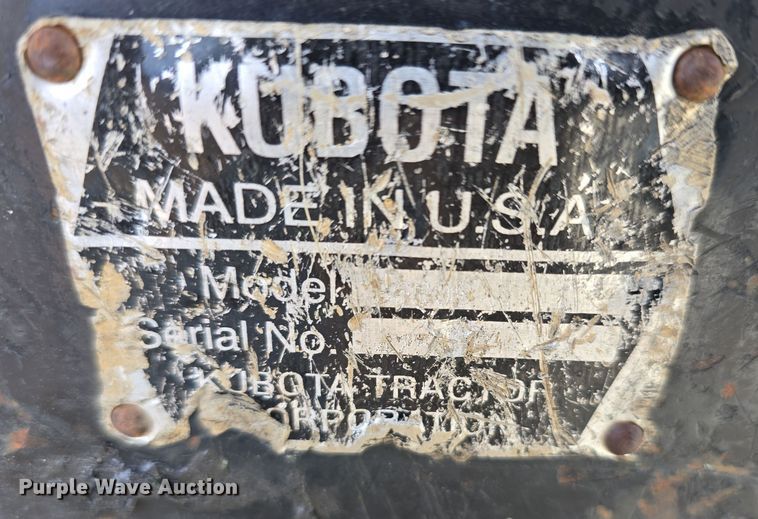 KUBOTA
MADE IN U.S.A
Model
Serial No.
KUBOTA TRACTOR
CORPORATION
Purple Wave Auction